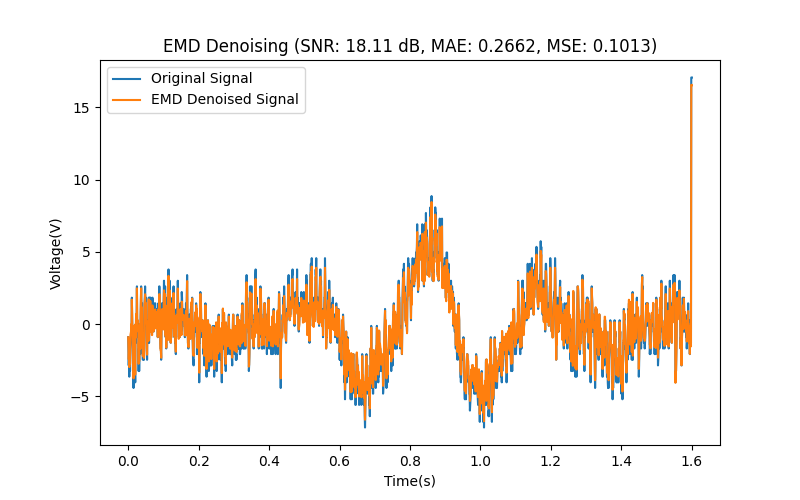 EMD Denoising (SNR: 18.11 dB, MAE: 0.2662, MSE: 0.1013)
Original Signal
EMD Denoised Signal
15
10
5
0
−5
Voltage(V)
0.0 0.2 0.4 0.6 0.8 1.0 1.2 1.4 1.6
Time(s)